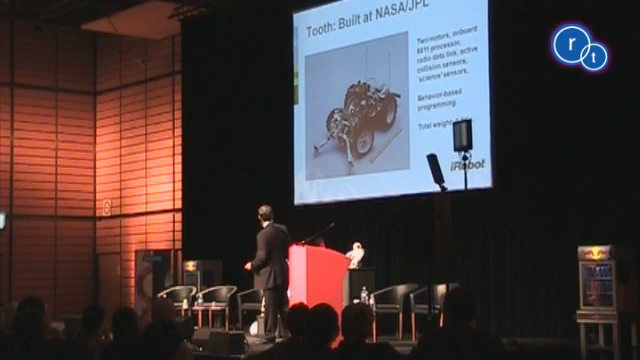 Tooth: Built at NASA/JPL
Two motors, onboard
6811 processor,
radio data link, active
collision sensors,
'science' sensors.
Behavior-based
programming.
Total weight:
iRobot
r
t